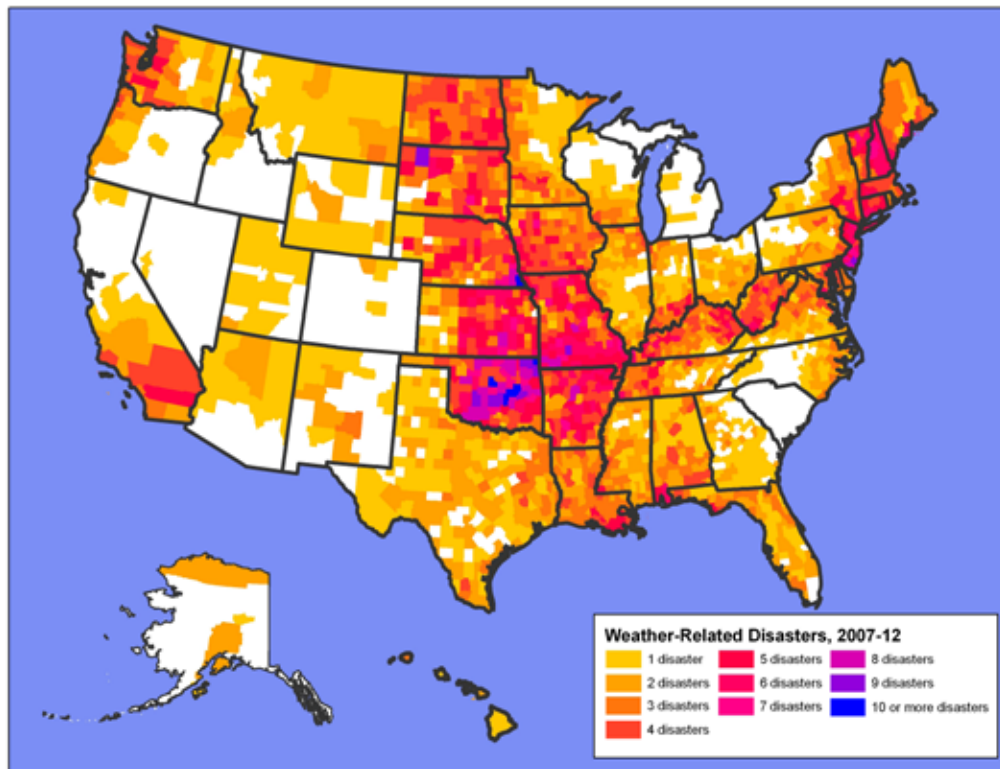 Weather-Related Disasters, 2007-12
1 disaster
2 disasters
3 disasters
4 disasters
5 disasters
6 disasters
7 disasters
8 disasters
9 disasters
10 or more disasters